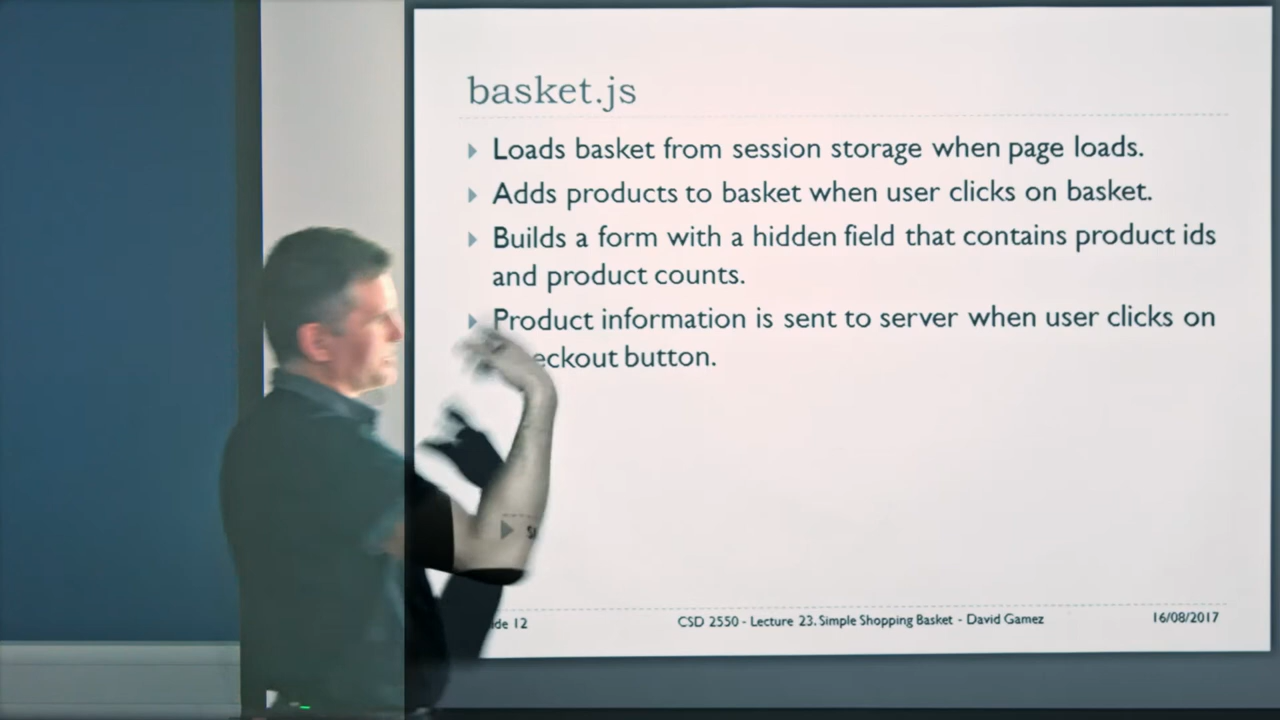 basket.js
Loads basket from session storage when page loads.
Adds products to basket when user clicks on basket.
Builds a form with a hidden field that contains product ids
and product counts.
Product information is sent to server when user clicks on
button.
12
CSD 2550 - Lecture 23. Simple Shopping Basket - David Gamez
16/08/2017